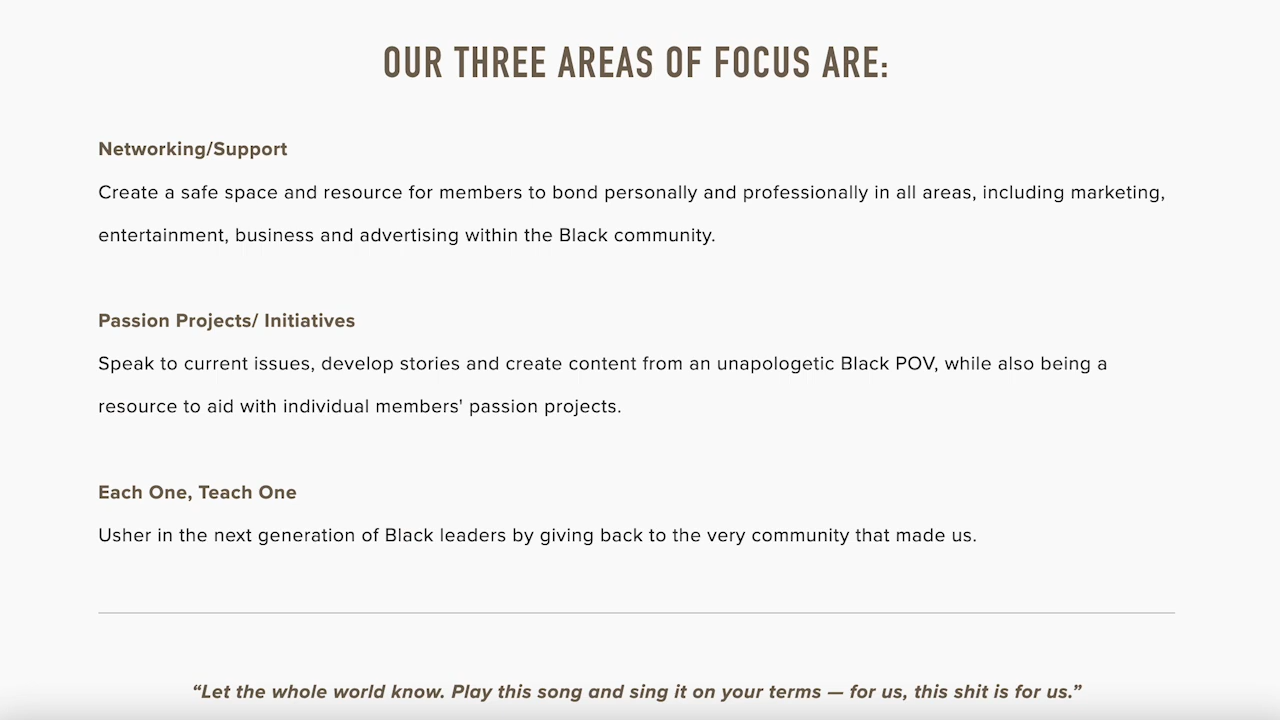 OUR THREE AREAS OF FOCUS ARE:
Networking/Support
Create a safe space and resource for members to bond personally and professionally in all areas, including marketing,
entertainment, business and advertising within the Black community.
Passion Projects/ Initiatives
Speak to current issues, develop stories and create content from an unapologetic Black POV, while also being a
resource to aid with individual members' passion projects.
Each One, Teach One
Usher in the next generation of Black leaders by giving back to the very community that made us.
“Let the whole world know. Play this song and sing it on your terms — for us, this shit is for us.”